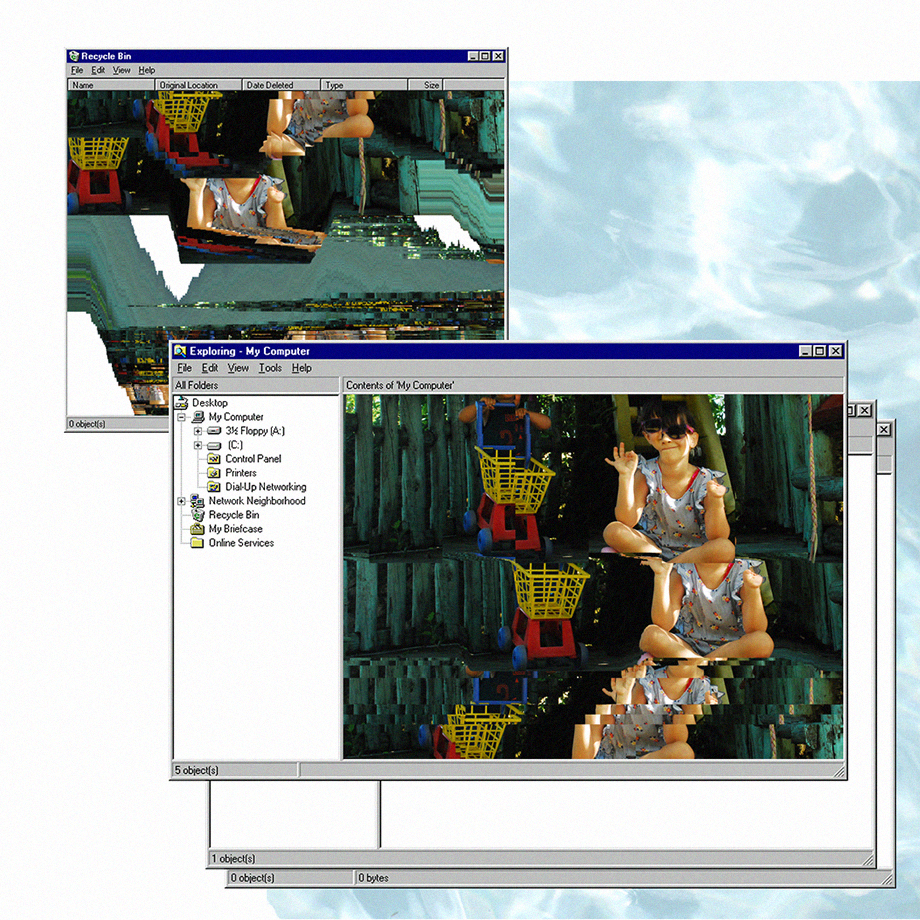 Recycle Bin
File Edit View Help
Name Original Location Date Deleted Type Size
0 object(s)
Exploring - My Computer
File Edit View Tools Help
All Folders Contents of 'My Computer'
Desktop
My Computer
3½ Floppy (A:)
(C:)
Control Panel
Printers
Dial-Up Networking
Network Neighborhood
Recycle Bin
My Briefcase
Online Services
5 object(s)
1 object(s)
0 object(s) 0 bytes